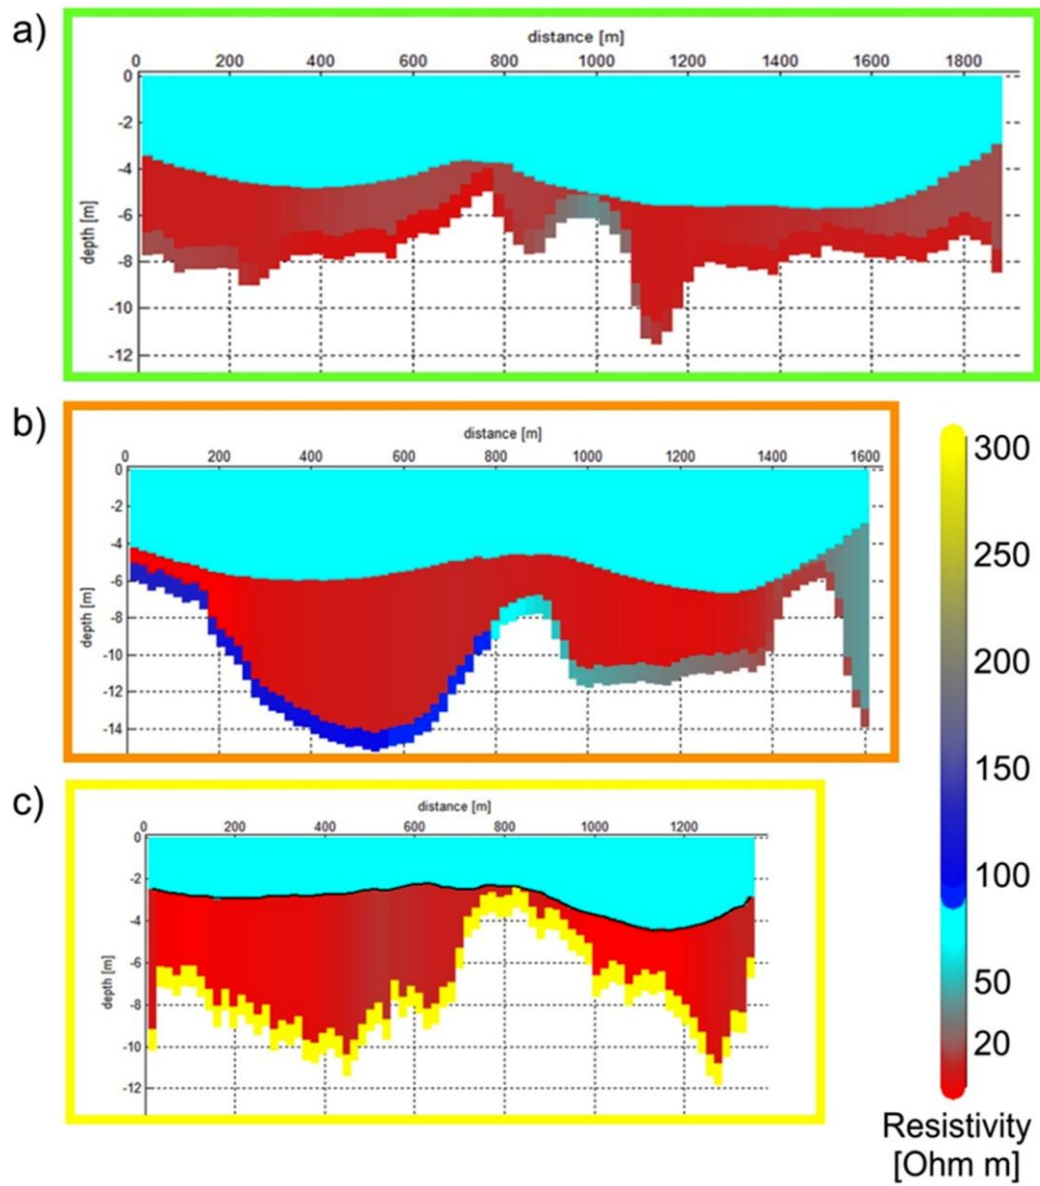 a)
distance [m]
0 200 400 600 800 1000 1200 1400 1600 1800
0
-2
-4
-6
-8
-10
-12
depth [m]
b)
distance [m]
0 200 400 600 800 1000 1200 1400 1600
0
-2
-4
-6
-8
-10
-12
-14
depth [m]
c)
distance [m]
0 200 400 600 800 1000 1200
0
-2
-4
-6
-8
-10
-12
depth [m]
300
250
200
150
100
50
20
Resistivity
[Ohm m]